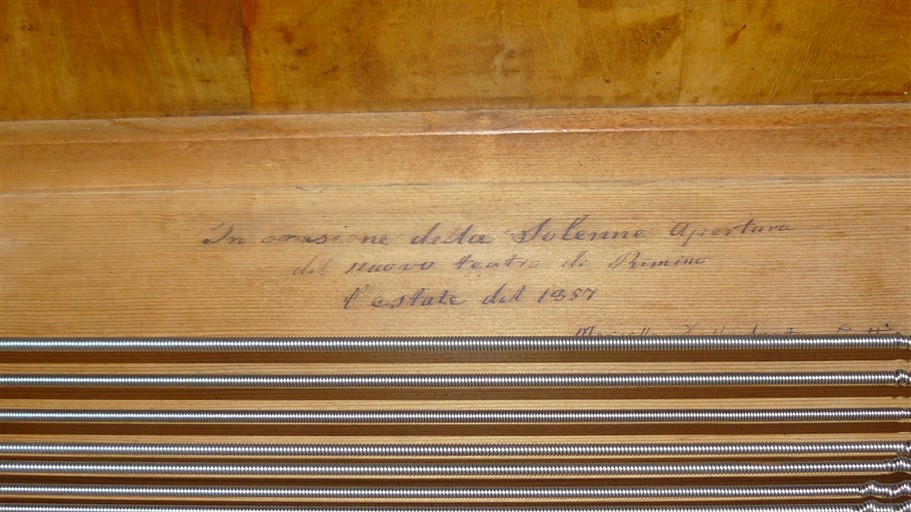 In occasione della Solenne Apertura
del nuovo teatro di Rimino
l'estate del 1857